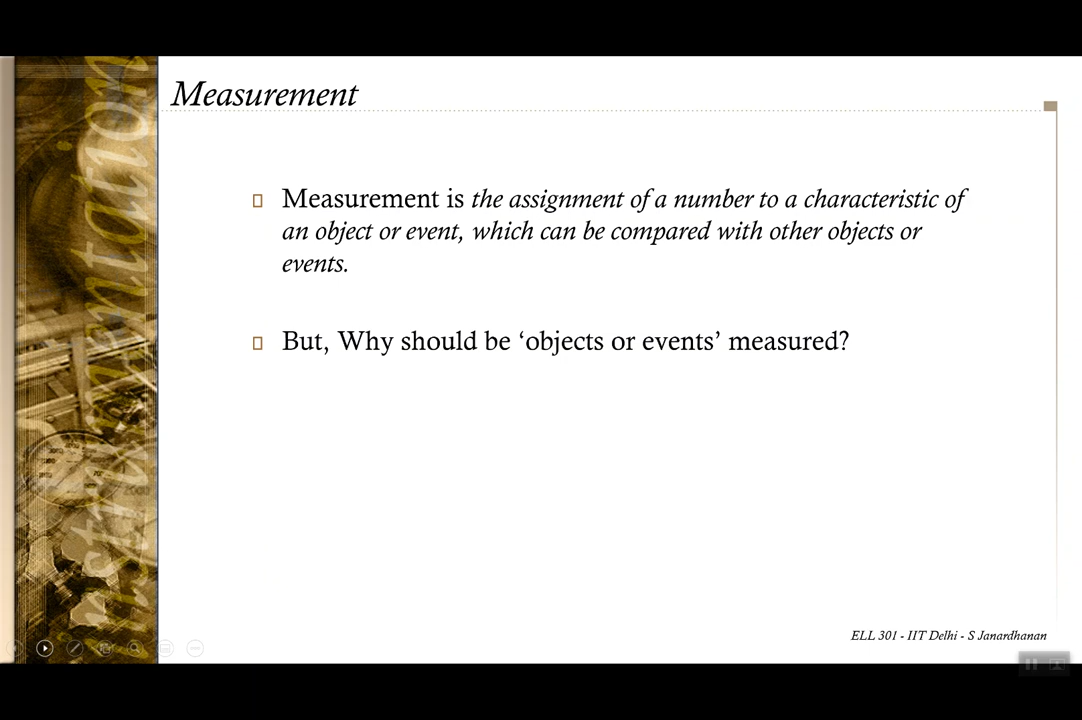 Measurement
Measurement is the assignment of a number to a characteristic of
an object or event, which can be compared with other objects or
events.
But, Why should be ‘objects or events’ measured?
ELL 301 - IIT Delhi - S Janardhanan
Instrumentation